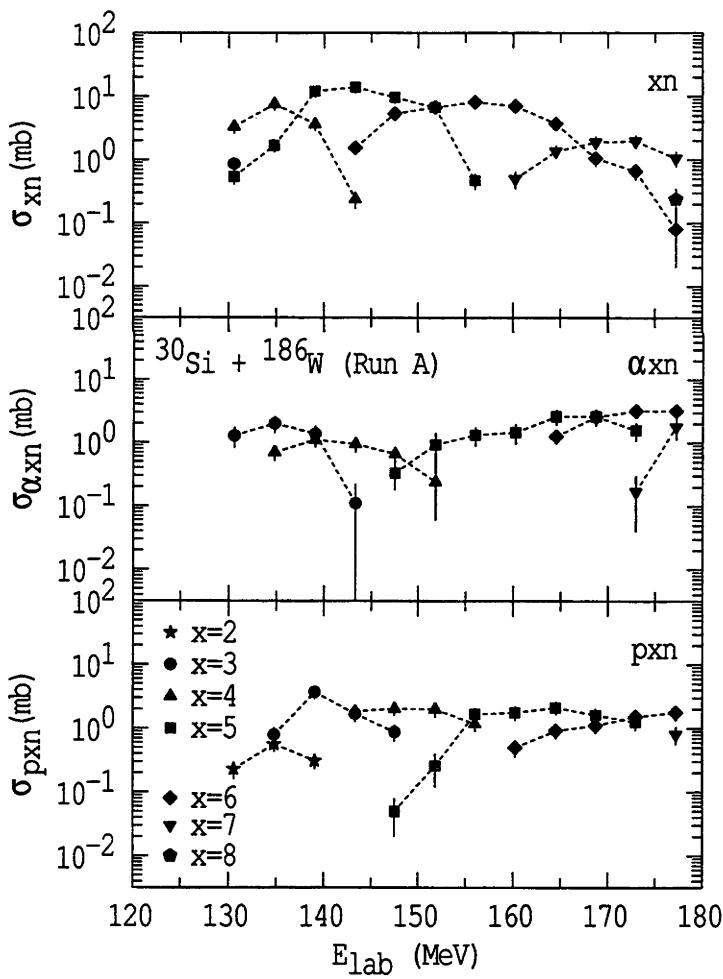 10²
10¹
10⁰
10⁻¹
10⁻²
σxn (mb)
xn
10²
10¹
10⁰
10⁻¹
10⁻²
σαxn (mb)
³⁰Si + ¹⁸⁶W (Run A)
αxn
10²
10¹
10⁰
10⁻¹
10⁻²
σpxn (mb)
pxn
x=2
x=3
x=4
x=5
x=6
x=7
x=8
120 130 140 150 160 170 180
Elab (MeV)